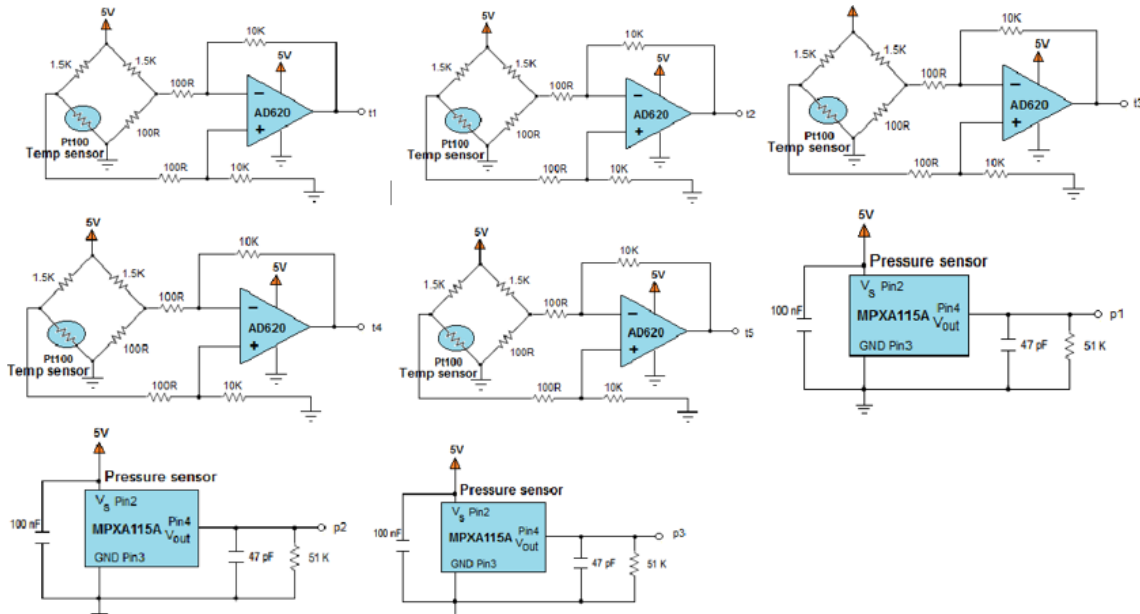 5V
10K
1.5K
1.5K
5V
100R
AD620
t1
100R
Pt100
Temp sensor
100R
10K
5V
10K
1.5K
1.5K
5V
100R
AD620
t2
100R
Pt100
Temp sensor
100R
10K
5V
10K
1.5K
1.5K
5V
100R
AD620
100R
Pt100
Temp sensor
100R
10K
5V
10K
1.5K
1.5K
5V
100R
AD620
t4
100R
Pt100
Temp sensor
100R
10K
5V
10K
1.5K
1.5K
5V
100R
AD620
t5
100R
Pt100
Temp sensor
100R
10K
5V
Pressure sensor
VS Pin2
100 nF
MPXA115A
Pin4
Vout
GND Pin3
p1
47 pF
51 K
5V
Pressure sensor
VS Pin2
100 nF
MPXA115A
Pin4
Vout
GND Pin3
p2
47 pF
51 K
5V
Pressure sensor
VS Pin2
100 nF
MPXA115A
Pin4
Vout
GND Pin3
p3
47 pF
51 K